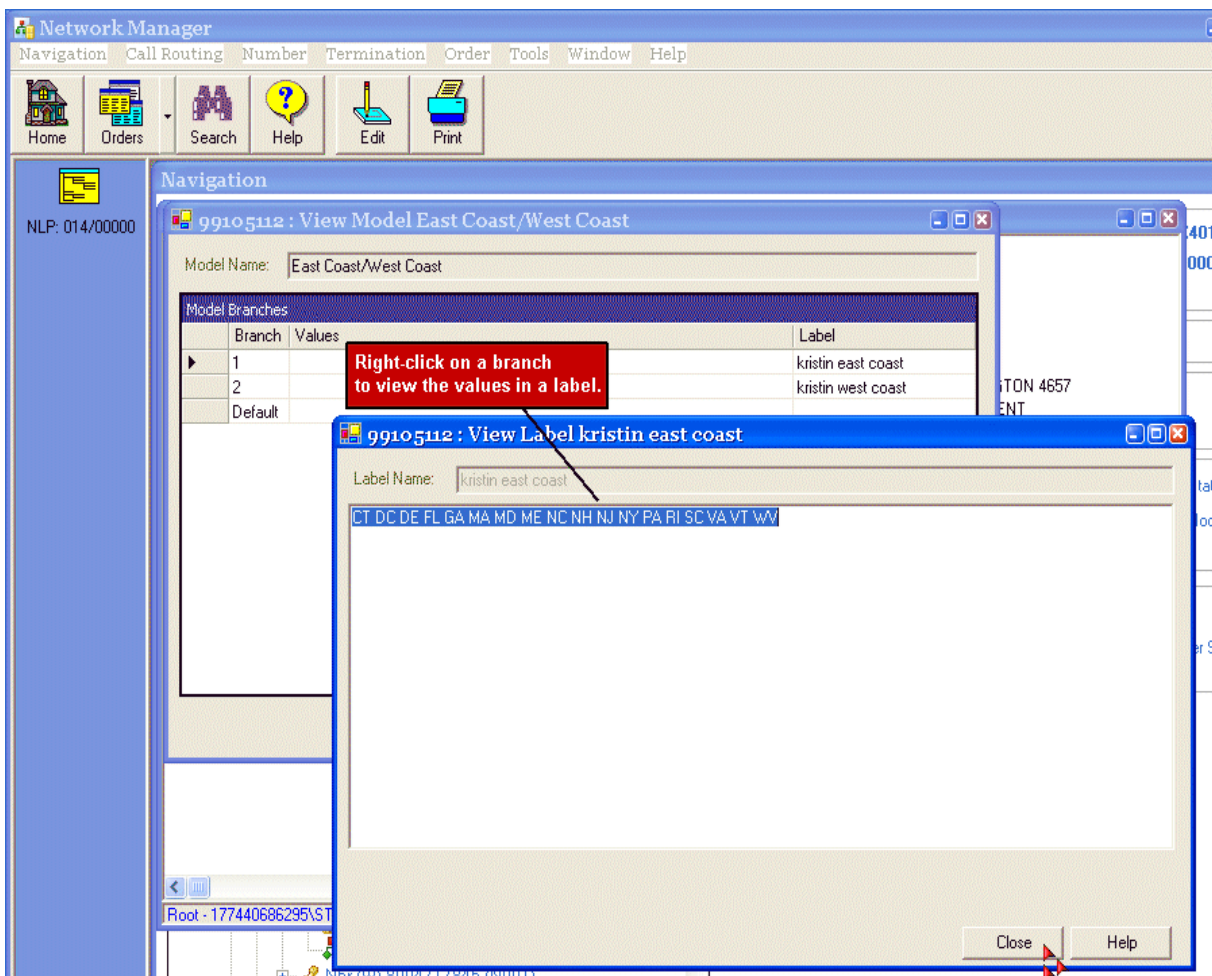 Network Manager
Navigation Call Routing Number Termination Order Tools Window Help
Home Orders Search Help Edit Print
NLP: 014/00000
Navigation
99105112 : View Model East Coast/West Coast
Model Name: East Coast/West Coast
Model Branches
Branch Values Label
1 kristin east coast
2 kristin west coast
Default
Right-click on a branch
to view the values in a label.
4657
99105112 : View Label kristin east coast
Label Name: kristin east coast
CT DC DE FL GA MA MD ME NC NH NJ NY PA RI SC VA VT WV
Root - 177440686295\ST
Close Help